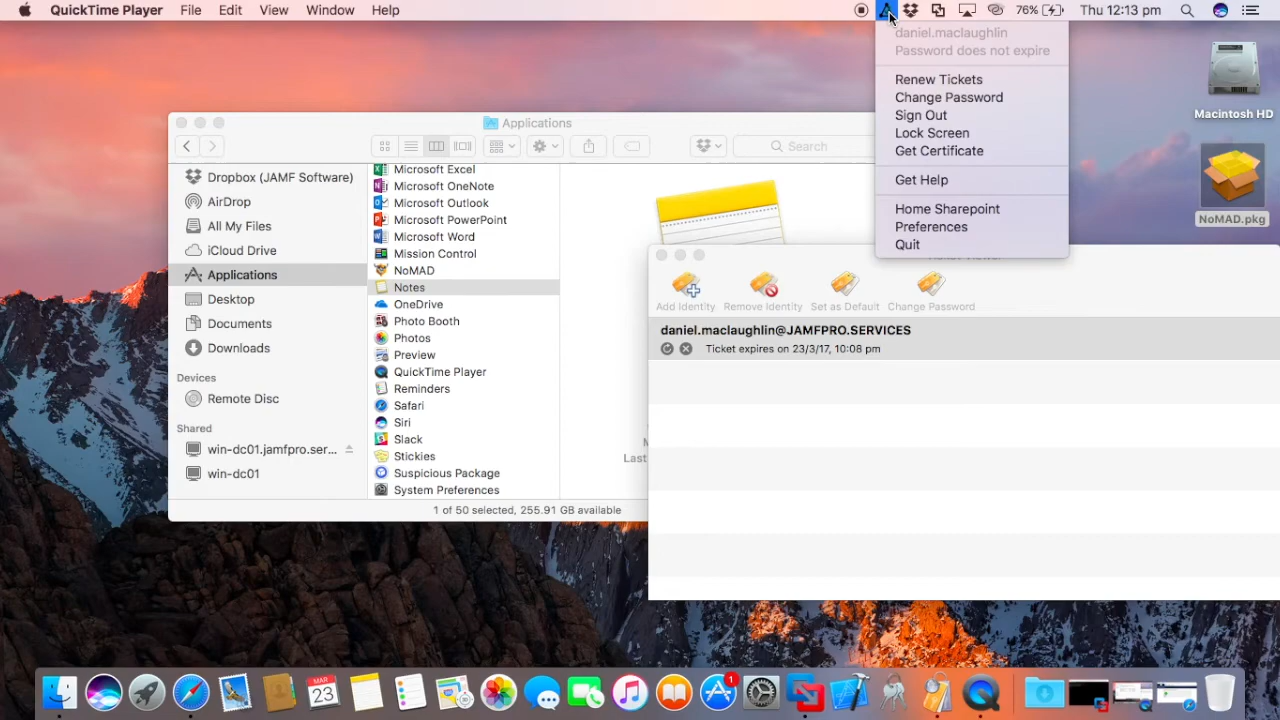 QuickTime Player File Edit View Window Help
76% Thu 12:13 pm
daniel.maclaughlin
Password does not expire
Renew Tickets
Change Password
Sign Out
Lock Screen
Get Certificate
Get Help
Home Sharepoint
Preferences
Quit
Macintosh HD
NoMAD.pkg
Applications
Search
Dropbox (JAMF Software)
AirDrop
All My Files
iCloud Drive
Applications
Desktop
Documents
Downloads
Devices
Remote Disc
Shared
win-dc01.jamfpro.ser...
win-dc01
Microsoft Excel
Microsoft OneNote
Microsoft Outlook
Microsoft PowerPoint
Microsoft Word
Mission Control
NoMAD
Notes
OneDrive
Photo Booth
Photos
Preview
QuickTime Player
Reminders
Safari
Siri
Slack
Stickies
Suspicious Package
System Preferences
Last
1 of 50 selected, 255.91 GB available
Add Identity Remove Identity Set as Default Change Password
daniel.maclaughlin@JAMFPRO.SERVICES
Ticket expires on 23/3/17, 10:08 pm
MAR
23
1